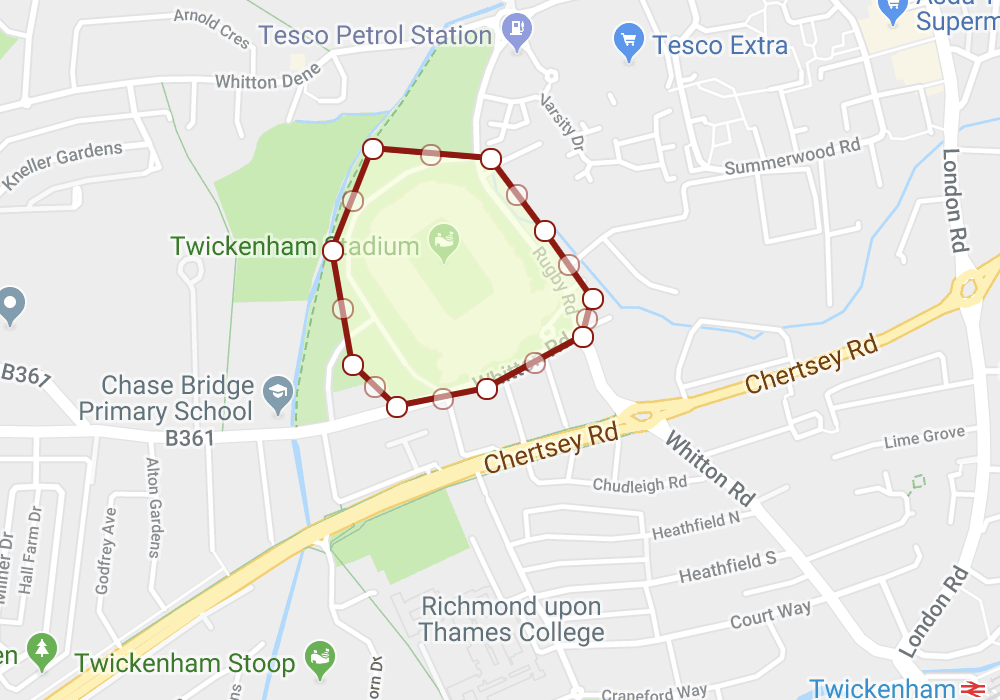 Arnold Cres
Tesco Petrol Station
Tesco Extra
Superm
Whitton Dene
Varsity Dr
Kneller Gardens
Summerwood Rd
London Rd
Twickenham Stadium
Rugby Rd
Whitton Rd
B361
Chase Bridge
Primary School
B361
Chertsey Rd
Chertsey Rd
Lime Grove
Whitton Rd
Alton Gardens
Chudleigh Rd
Heathfield N
Hall Farm Dr
Godfrey Ave
Heathfield S
London Rd
Richmond upon
Thames College
Court Way
en
Twickenham Stoop
orn Dx
Craneford Way
Twickenham